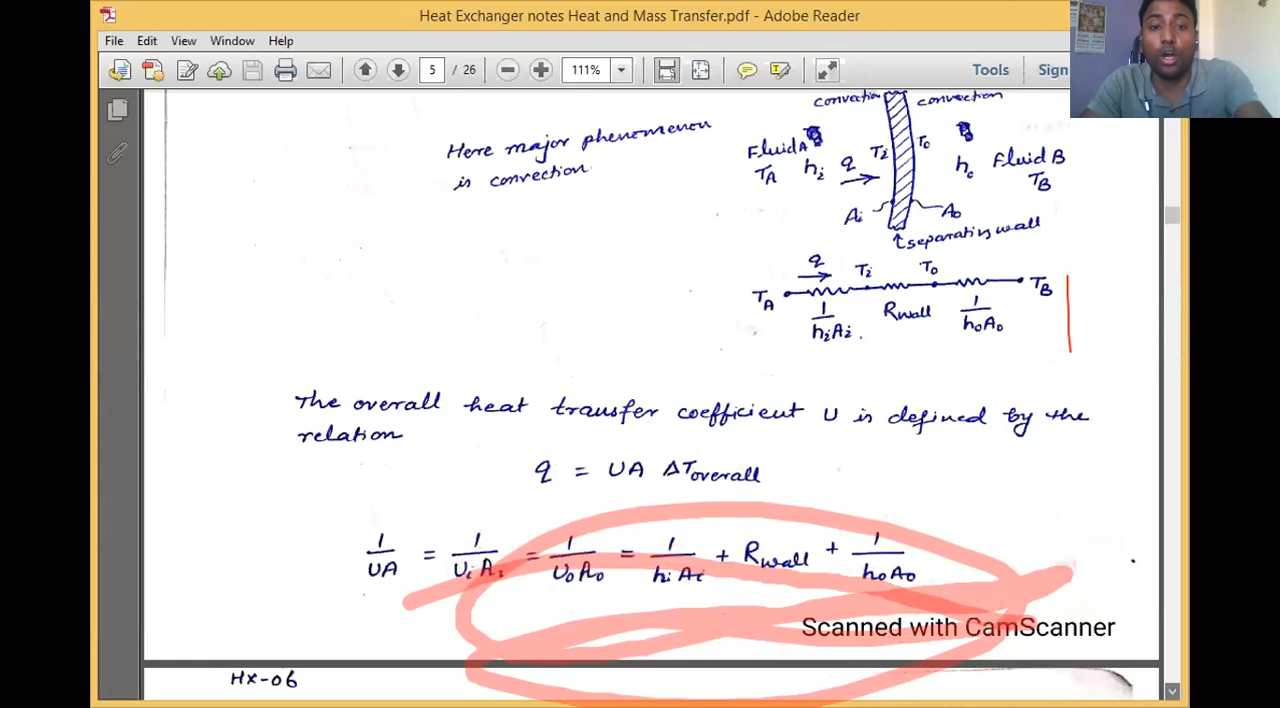 Heat Exchanger notes Heat and Mass Transfer.pdf - Adobe Reader
File Edit View Window Help
5 / 26 111% Tools Sign
convection convection
Here major phenomenon
is convection
Fluid A hi q Ti To ho Fluid B
TA TB
Ai Ao
separating wall
q
TA Ti To TB
1/hiAi Rwall 1/hoAo
The overall heat transfer coefficient U is defined by the
relation
q = UA ΔToverall
1/UA = 1/UiAi = 1/UoAo = 1/hiAi + Rwall + 1/hoAo
Scanned with CamScanner
HX-06